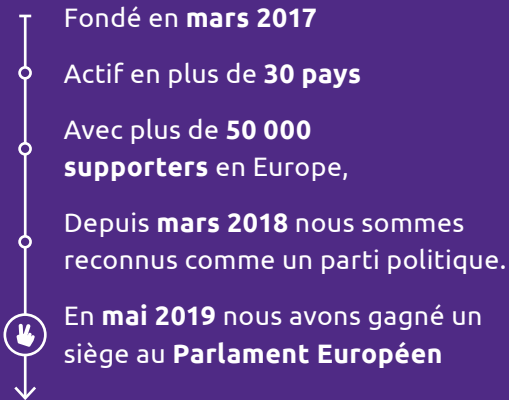 Fondé en mars 2017
Actif en plus de 30 pays
Avec plus de 50 000
supporters en Europe,
Depuis mars 2018 nous sommes
reconnus comme un parti politique.
En mai 2019 nous avons gagné un
siège au Parlament Européen